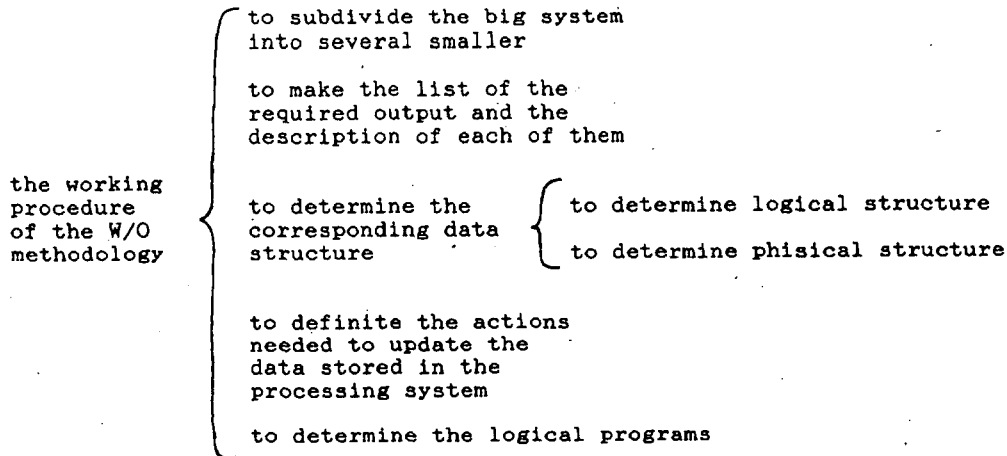 the working
procedure
of the W/O
methodology
to subdivide the big system
into several smaller
to make the list of the
required output and the
description of each of them
to determine the
corresponding data
structure
to determine logical structure
to determine phisical structure
to definite the actions
needed to update the
data stored in the
processing system
to determine the logical programs